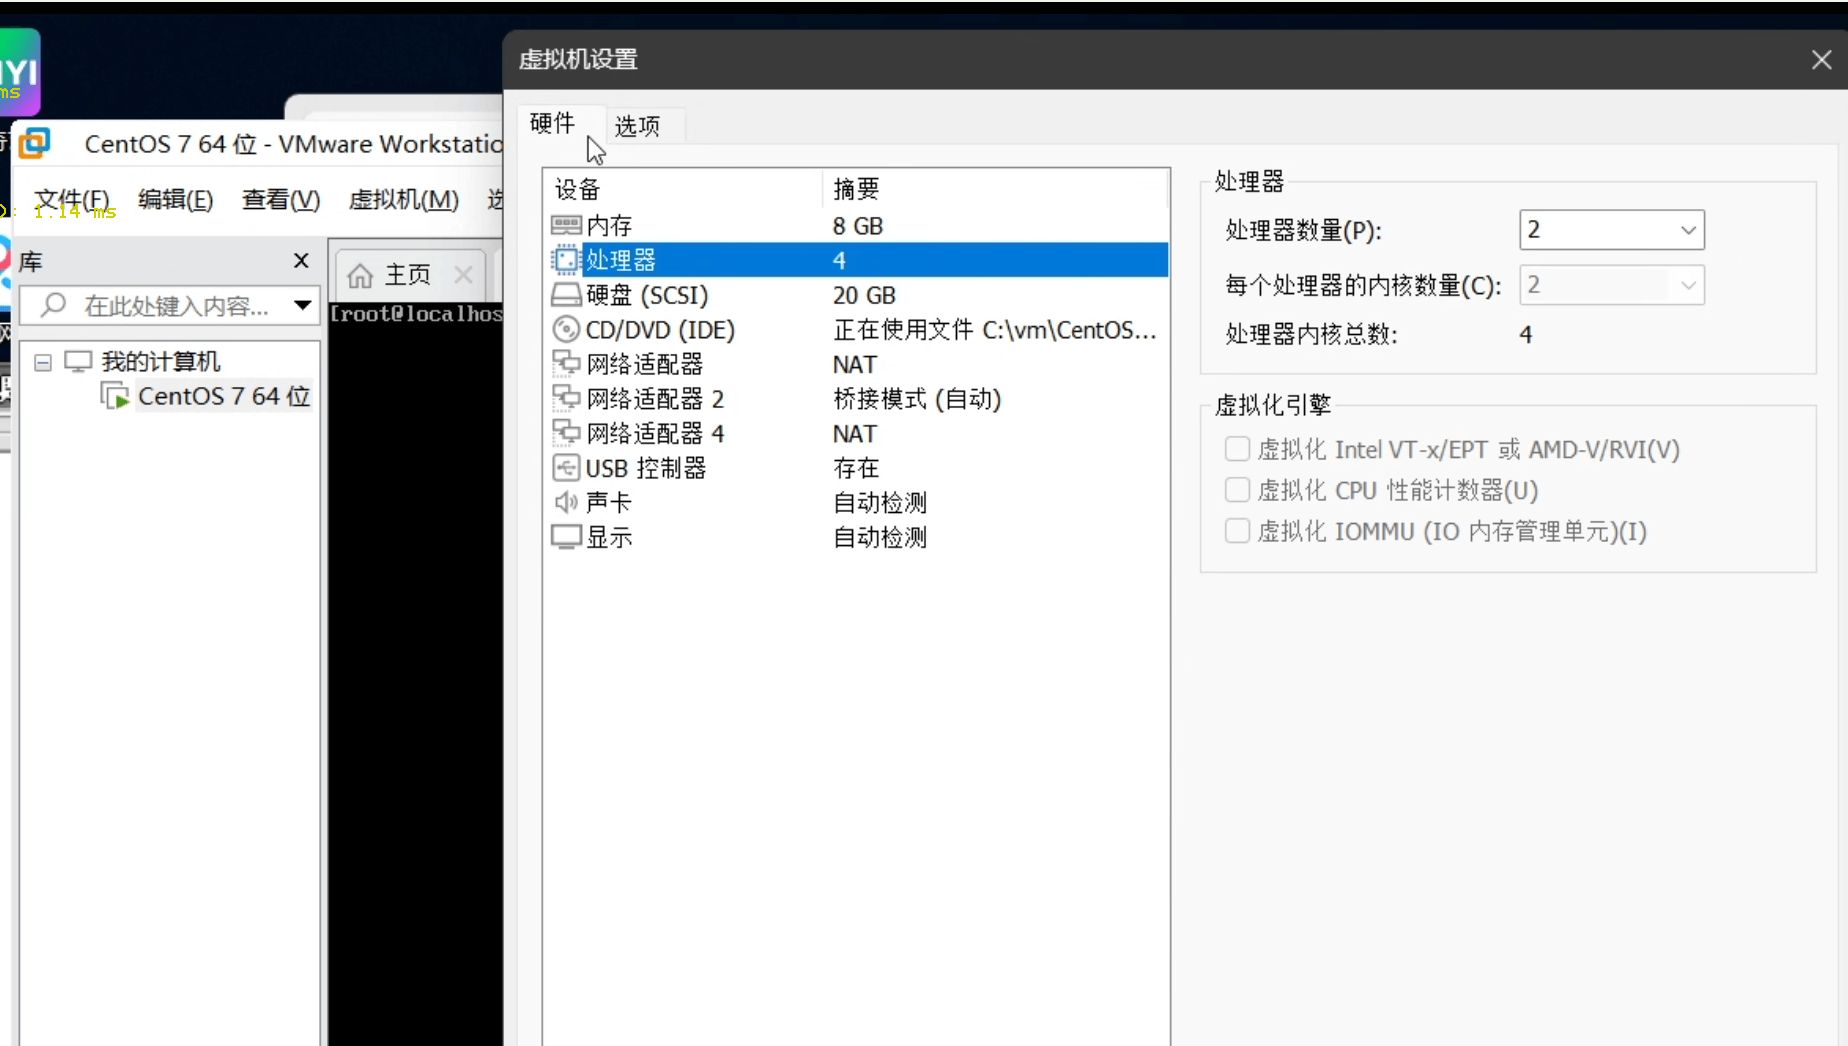 虚拟机设置
ms
CentOS 7 64 位 - VMware Workstatio
硬件
选项
文件(F) 编辑(E) 查看(V) 虚拟机(M) 选
: 1.14 ms
库
在此处键入内容...
我的计算机
CentOS 7 64 位
主页
[root@localhos
设备 摘要
内存 8 GB
处理器 4
硬盘 (SCSI) 20 GB
CD/DVD (IDE) 正在使用文件 C:\vm\CentOS...
网络适配器 NAT
网络适配器 2 桥接模式 (自动)
网络适配器 4 NAT
USB 控制器 存在
声卡 自动检测
显示 自动检测
处理器
处理器数量(P): 2
每个处理器的内核数量(C): 2
处理器内核总数: 4
虚拟化引擎
虚拟化 Intel VT-x/EPT 或 AMD-V/RVI(V)
虚拟化 CPU 性能计数器(U)
虚拟化 IOMMU (IO 内存管理单元)(I)